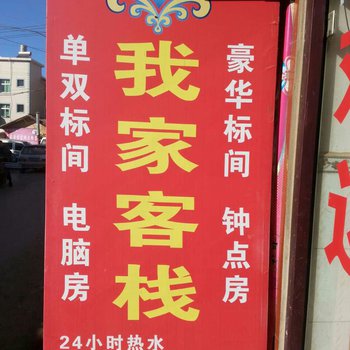 我家客栈
单双标间 电脑房
豪华标间 钟点房
24小时热水